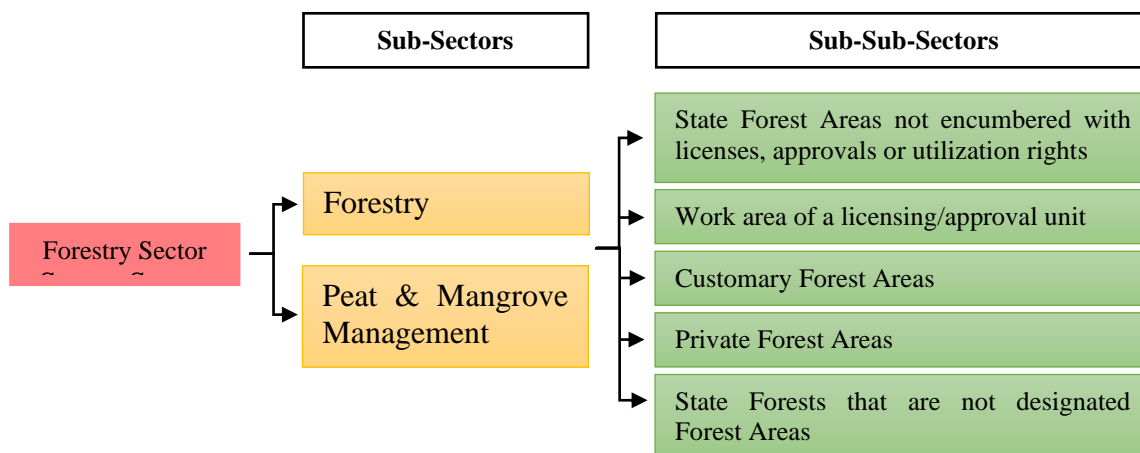 Sub-Sectors
Sub-Sub-Sectors
State Forest Areas not encumbered with
licenses, approvals or utilization rights
Forestry
Work area of a licensing/approval unit
Forestry Sector
Customary Forest Areas
Peat & Mangrove
Management
Private Forest Areas
State Forests that are not designated
Forest Areas